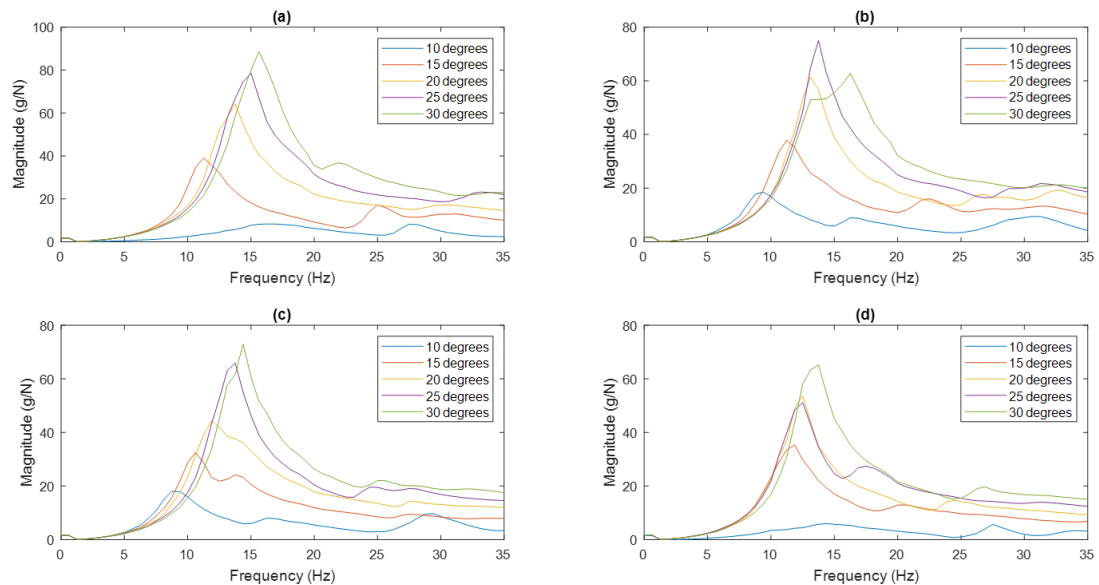 (a)
100
80
60
40
20
0
Magnitude (g/N)
0 5 10 15 20 25 30 35
Frequency (Hz)
10 degrees
15 degrees
20 degrees
25 degrees
30 degrees
(b)
80
60
40
20
0
Magnitude (g/N)
0 5 10 15 20 25 30 35
Frequency (Hz)
10 degrees
15 degrees
20 degrees
25 degrees
30 degrees
(c)
80
60
40
20
0
Magnitude (g/N)
0 5 10 15 20 25 30 35
Frequency (Hz)
10 degrees
15 degrees
20 degrees
25 degrees
30 degrees
(d)
80
60
40
20
0
Magnitude (g/N)
0 5 10 15 20 25 30 35
Frequency (Hz)
10 degrees
15 degrees
20 degrees
25 degrees
30 degrees